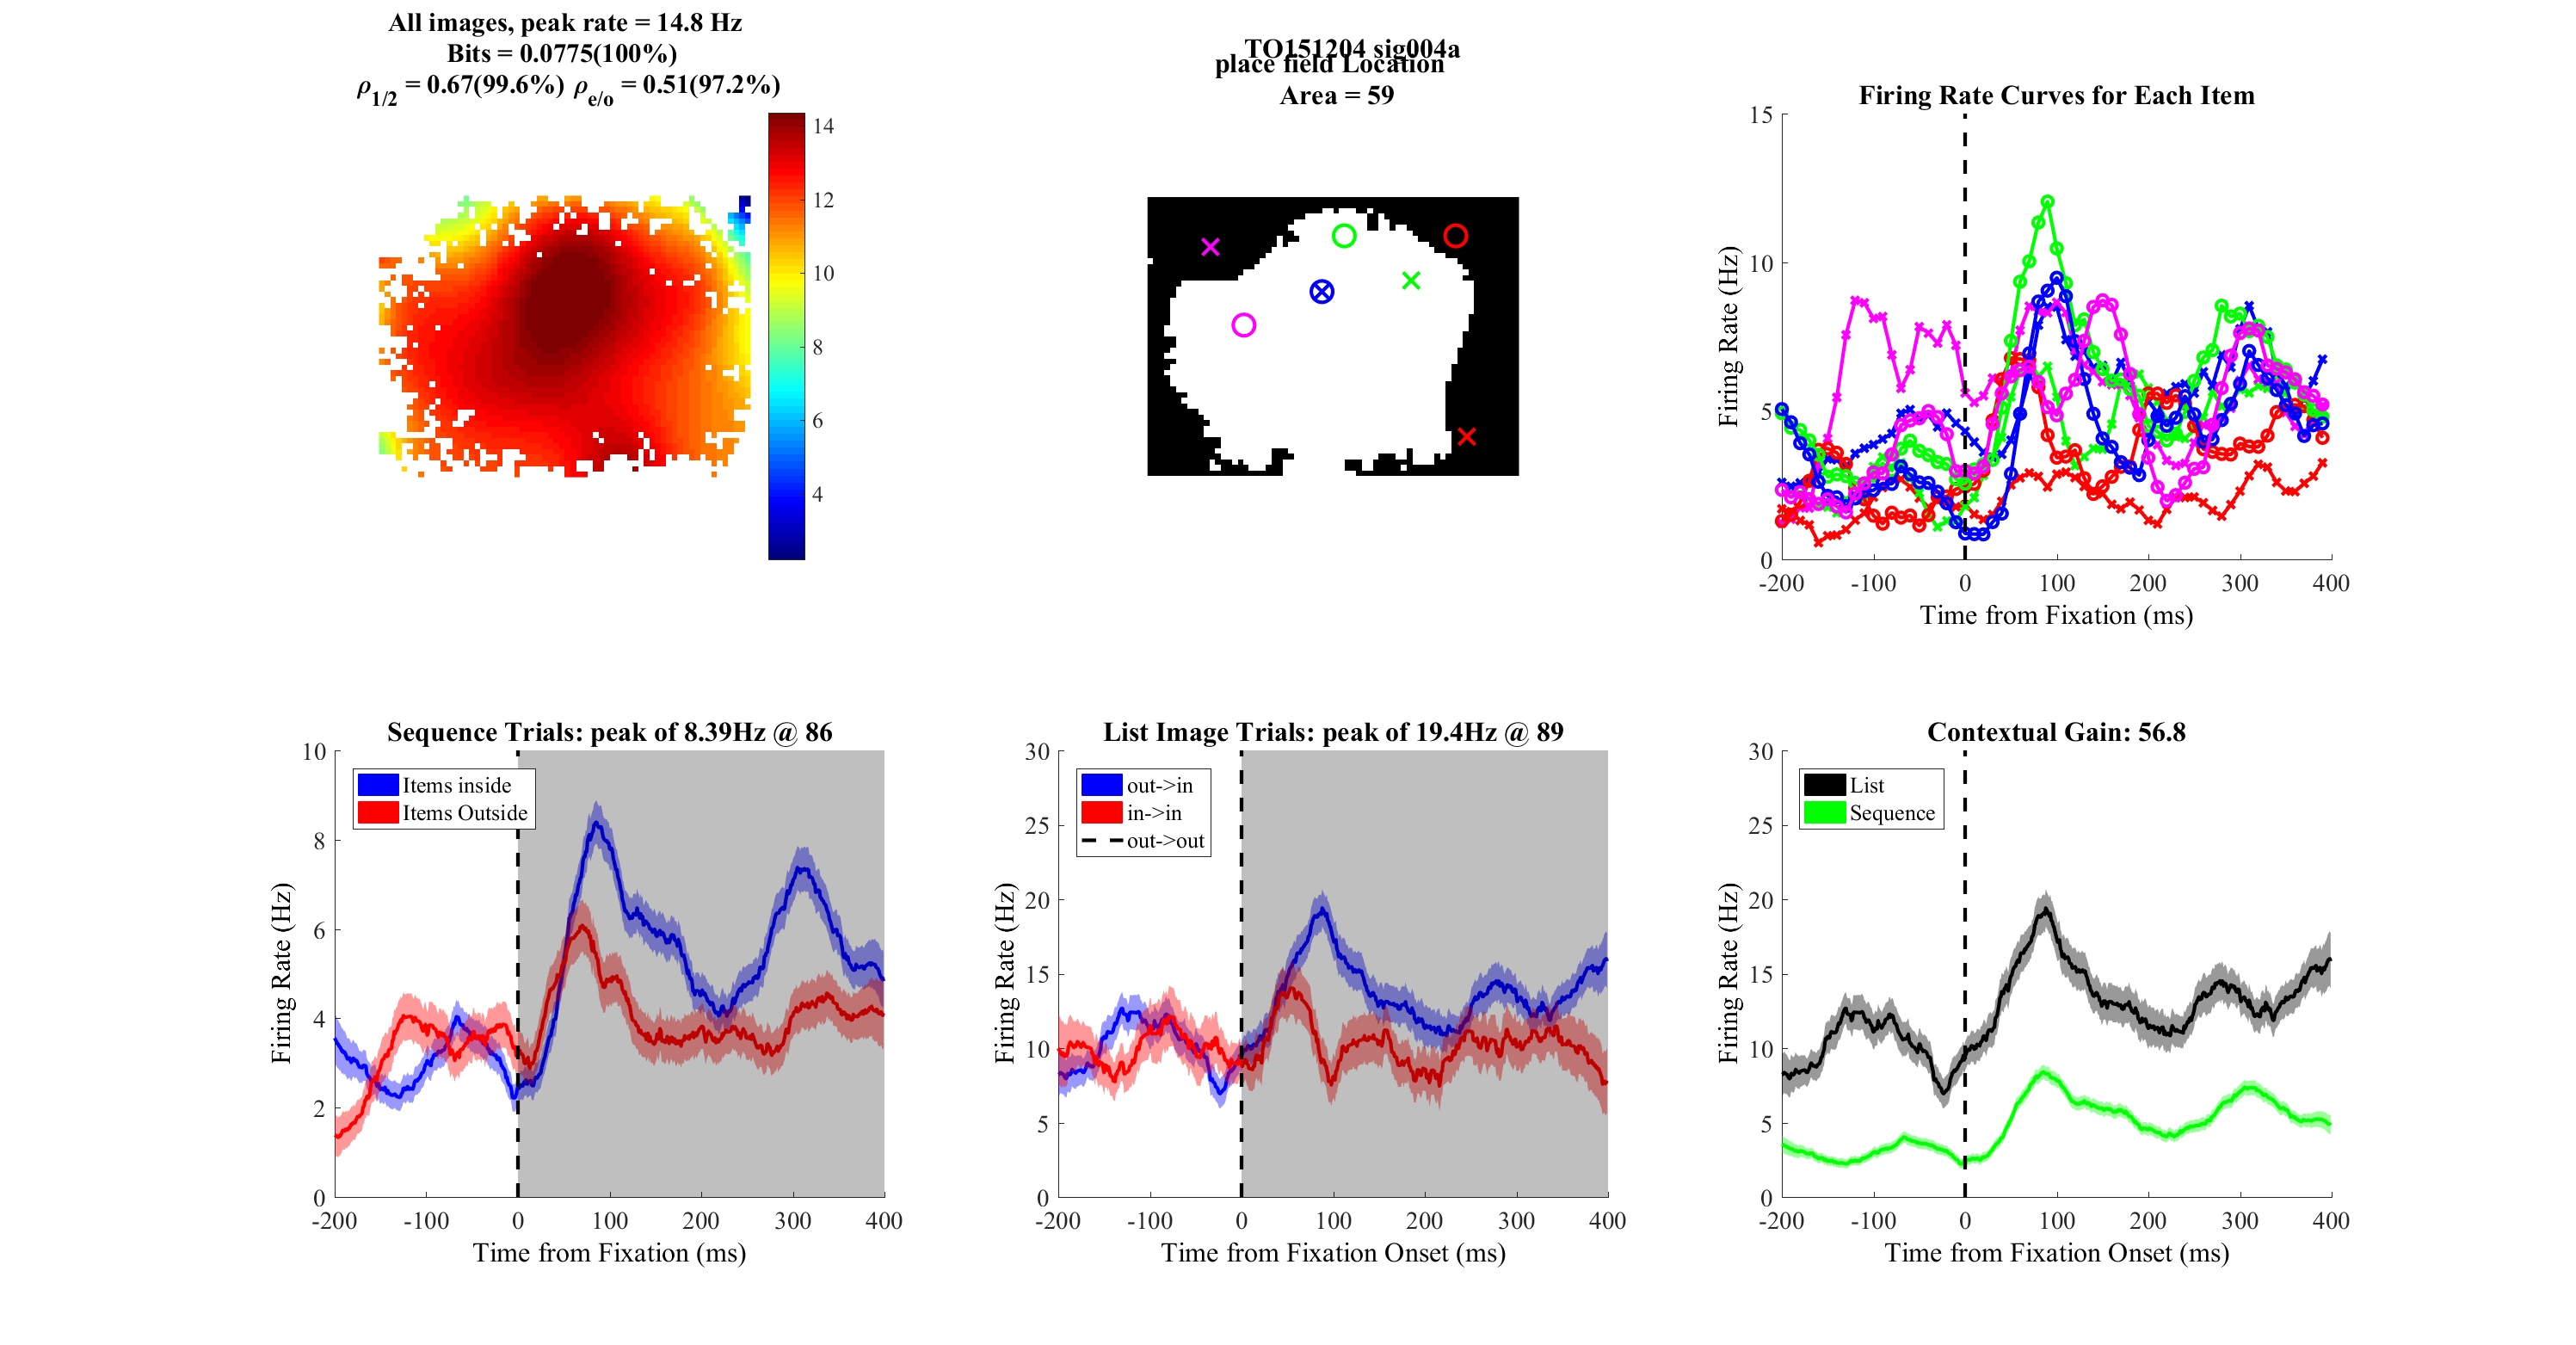 All images, peak rate = 14.8 Hz
Bits = 0.0775(100%)
ρ1/2 = 0.67(99.6%) ρe/o = 0.51(97.2%)
14
12
10
8
6
4
TO151204 sig004a
place field Location
Area = 59
Firing Rate Curves for Each Item
15
10
5
0
Firing Rate (Hz)
-200 -100 0 100 200 300 400
Time from Fixation (ms)
Sequence Trials: peak of 8.39Hz @ 86
10
8
6
4
2
0
Firing Rate (Hz)
Items inside
Items Outside
-200 -100 0 100 200 300 400
Time from Fixation (ms)
List Image Trials: peak of 19.4Hz @ 89
30
25
20
15
10
5
0
Firing Rate (Hz)
out->in
in->in
out->out
-200 -100 0 100 200 300 400
Time from Fixation Onset (ms)
Contextual Gain: 56.8
30
25
20
15
10
5
0
Firing Rate (Hz)
List
Sequence
-200 -100 0 100 200 300 400
Time from Fixation Onset (ms)